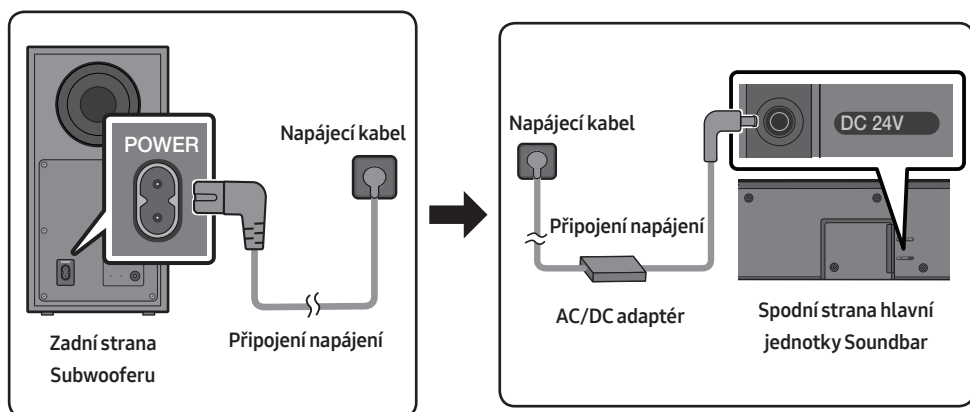 POWER
Napájecí kabel
Připojení napájení
Zadní strana
Subwooferu
DC 24V
Napájecí kabel
Připojení napájení
AC/DC adaptér
Spodní strana hlavní
jednotky Soundbar